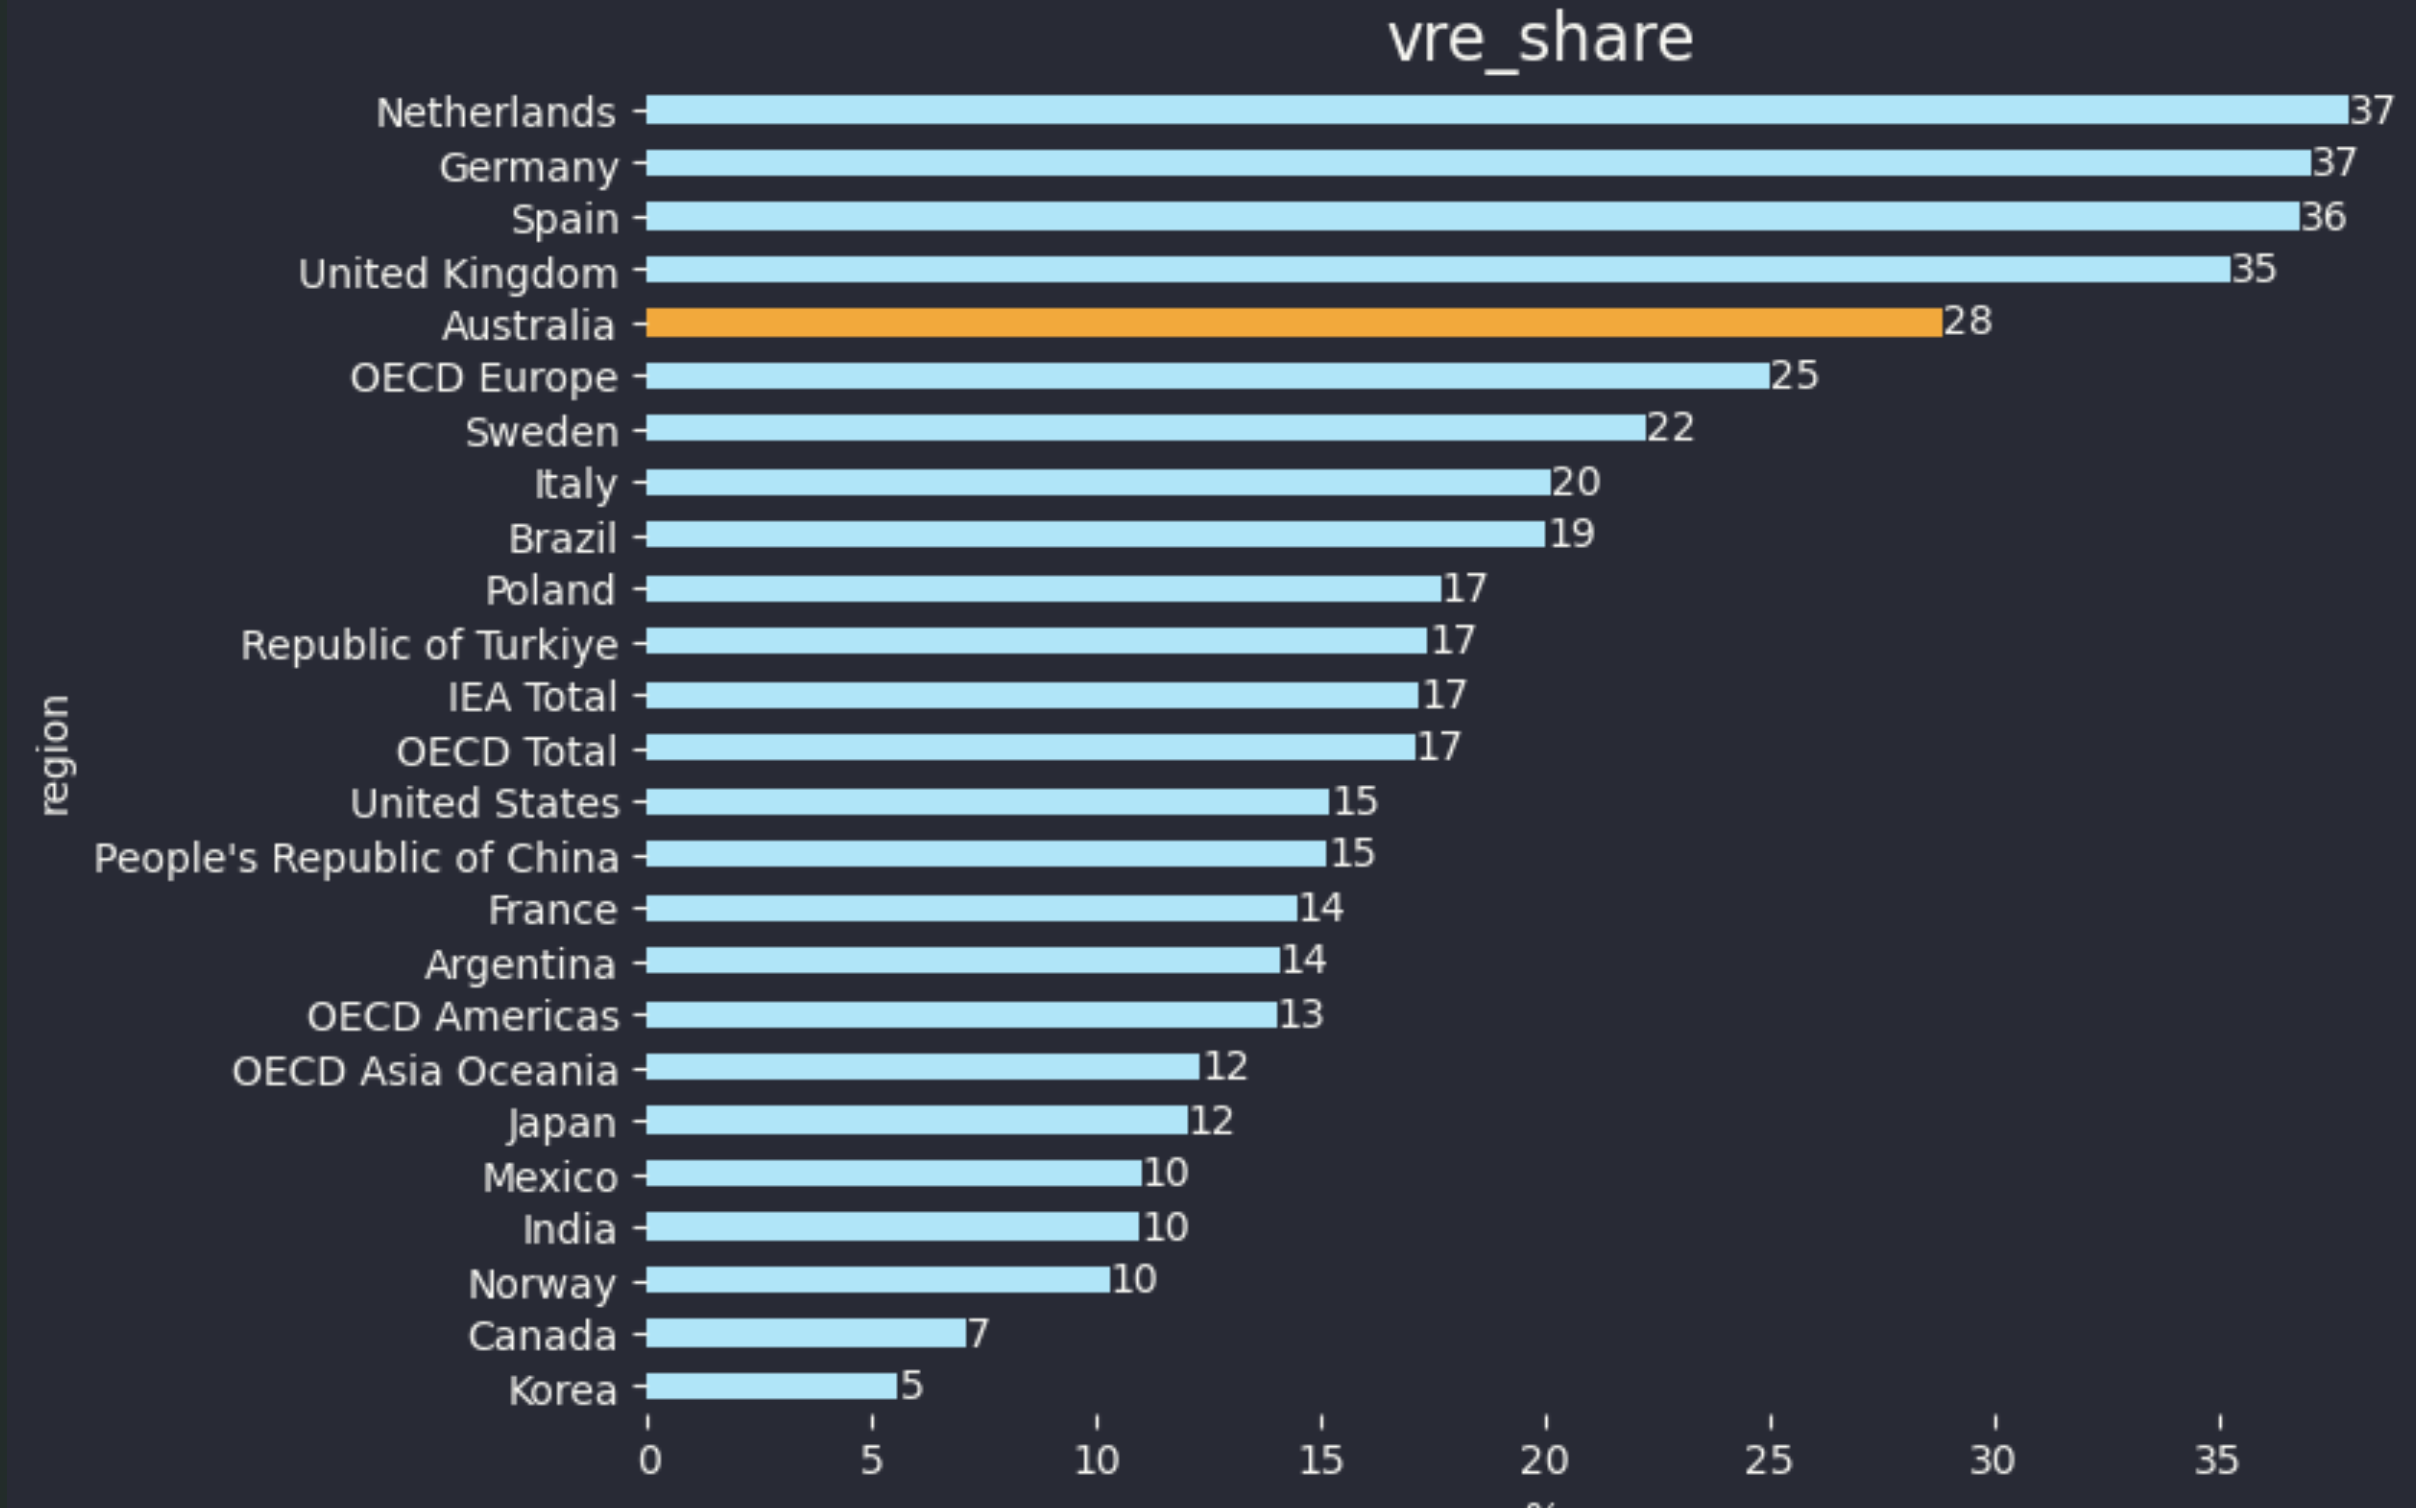 vre_share
Netherlands 37
Germany 37
Spain 36
United Kingdom 35
Australia 28
OECD Europe 25
Sweden 22
Italy 20
Brazil 19
Poland 17
Republic of Turkiye 17
IEA Total 17
OECD Total 17
United States 15
People's Republic of China 15
France 14
Argentina 14
OECD Americas 13
OECD Asia Oceania 12
Japan 12
Mexico 10
India 10
Norway 10
Canada 7
Korea 5
region
0 5 10 15 20 25 30 35
%